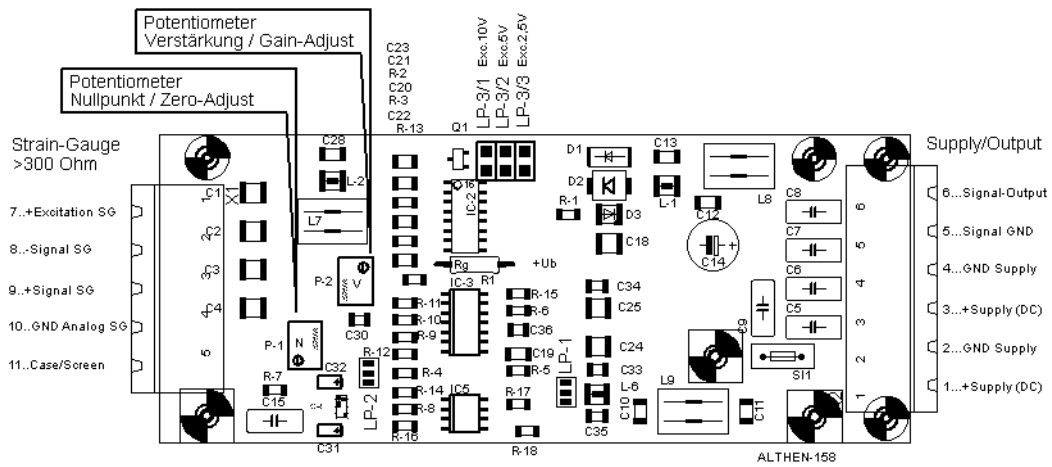 Potentiometer
Verstärkung / Gain-Adjust
Potentiometer
Nullpunkt / Zero-Adjust
C23
C21
R-2
C20
R-3
C22
R-13
Q1
LP-3/1 Exc.10V
LP-3/2 Exc.5V
LP-3/3 Exc.2,5V
Strain-Gauge
>300 Ohm
7..+Excitation SG
8..-Signal SG
9..+Signal SG
10..GND Analog SG
11..Case/Screen
Supply/Output
6...Signal-Output
5...Signal GND
4...GND Supply
3...+Supply (DC)
2...GND Supply
1...+Supply (DC)
C28
L-2
L7
C1
C2
C3
C4
1
2
3
4
5
P-2
V
P-1
N
C30
R-12
R-7
C32
C15
C31
LP-2
16
IC-2
Rg
R1
+Ub
IC-3
R-11
R-10
R-9
R-4
R-14
R-8
R-16
IC5
R-15
R-6
C36
C19
R-5
R-17
R-18
LP-1
D1
D2
D3
R-1
C18
C13
L-1
C12
L8
C14
+
C34
C25
C24
C33
L-6
C35
C10
L9
C11
C8
C7
C6
C5
C9
SI1
6
5
4
3
2
1
ALTHEN-158